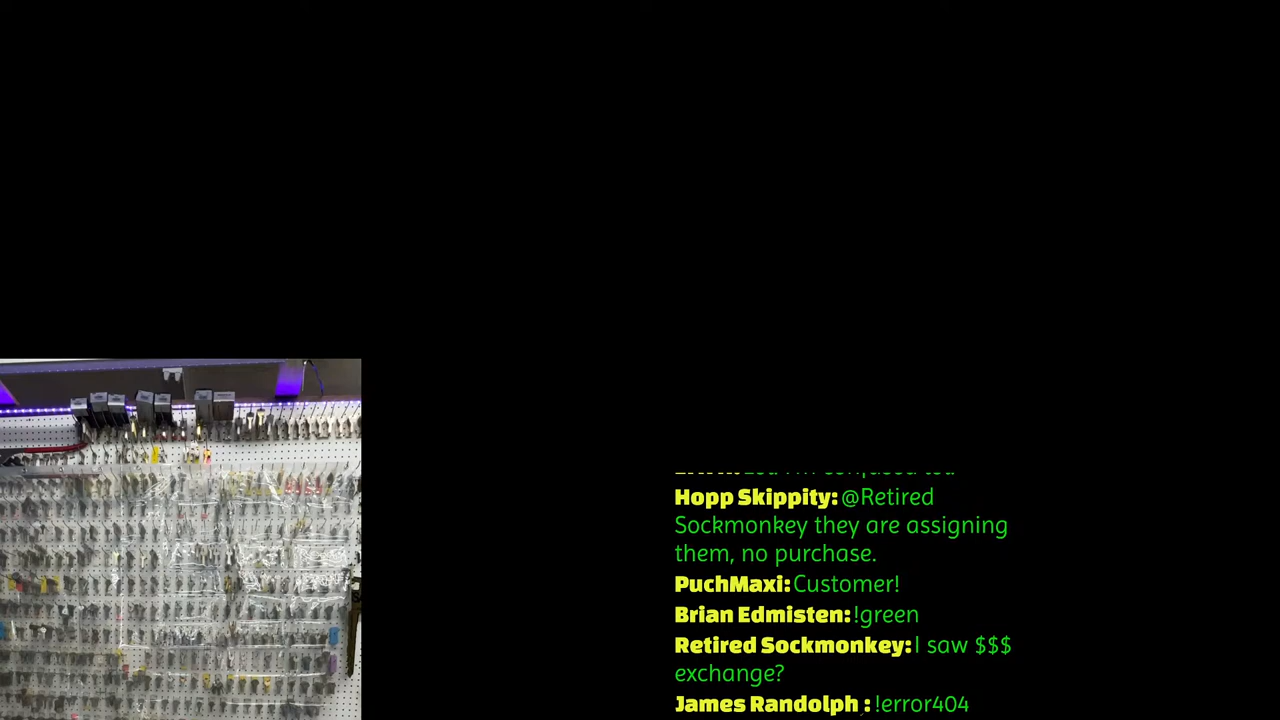 Hopp Skippity: @Retired
Sockmonkey they are assigning
them, no purchase.
PuchMaxi: Customer!
Brian Edmisten: !green
Retired Sockmonkey: I saw $$$
exchange?
James Randolph : !error404